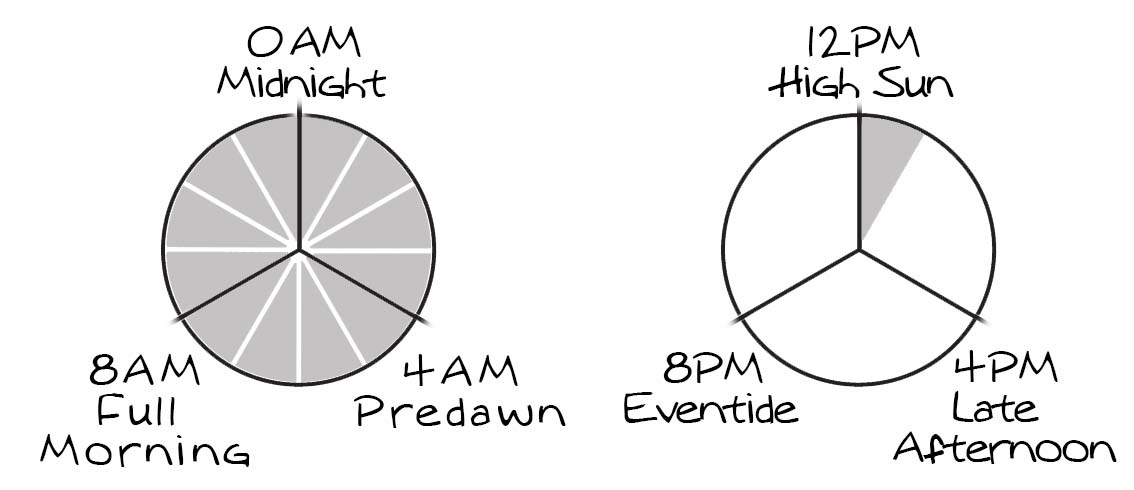 0AM
Midnight
12PM
High Sun
8AM
Full
Morning
4AM
Predawn
8PM
Eventide
4PM
Late
Afternoon